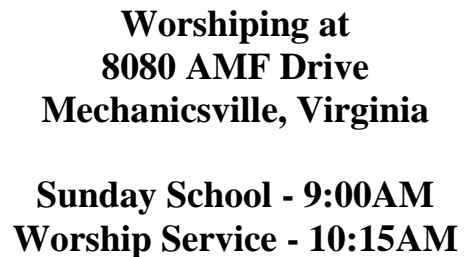 Worshiping at
8080 AMF Drive
Mechanicsville, Virginia
Sunday School - 9:00AM
Worship Service - 10:15AM